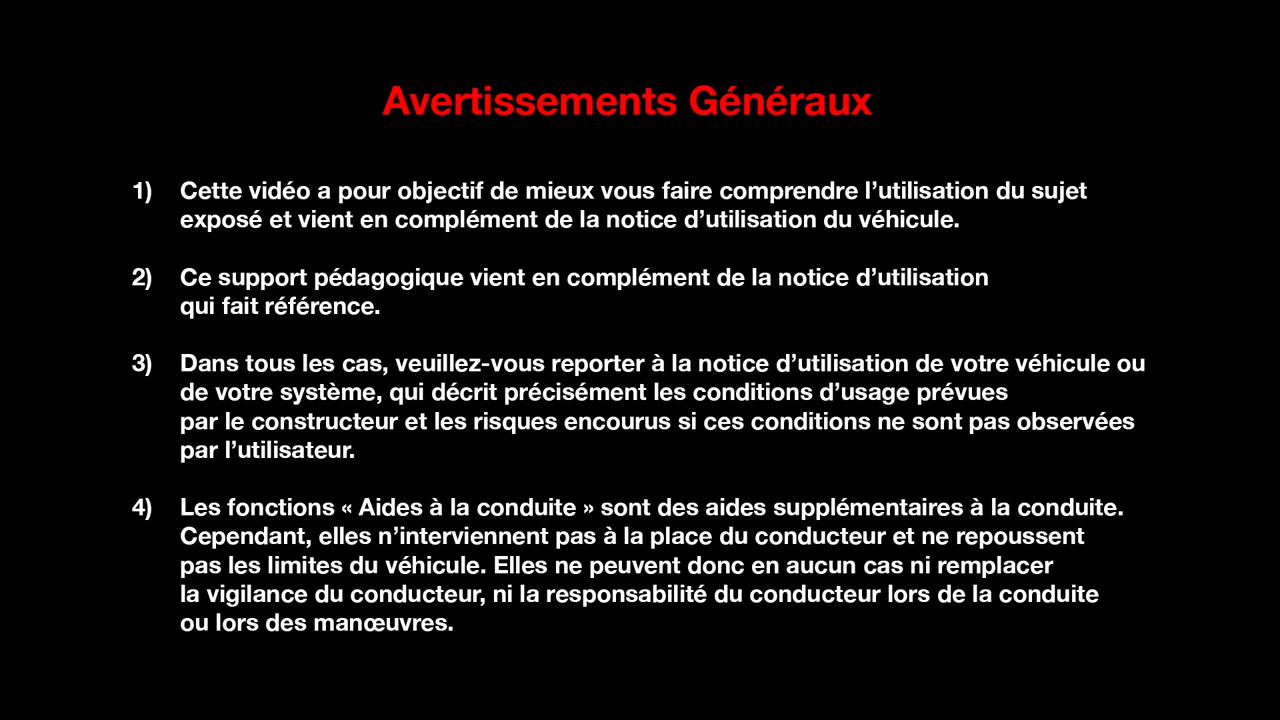 Avertissements Généraux
1) Cette vidéo a pour objectif de mieux vous faire comprendre l’utilisation du sujet
exposé et vient en complément de la notice d’utilisation du véhicule.
2) Ce support pédagogique vient en complément de la notice d’utilisation
qui fait référence.
3) Dans tous les cas, veuillez-vous reporter à la notice d’utilisation de votre véhicule ou
de votre système, qui décrit précisément les conditions d’usage prévues
par le constructeur et les risques encourus si ces conditions ne sont pas observées
par l’utilisateur.
4) Les fonctions « Aides à la conduite » sont des aides supplémentaires à la conduite.
Cependant, elles n’interviennent pas à la place du conducteur et ne repoussent
pas les limites du véhicule. Elles ne peuvent donc en aucun cas ni remplacer
la vigilance du conducteur, ni la responsabilité du conducteur lors de la conduite
ou lors des manœuvres.